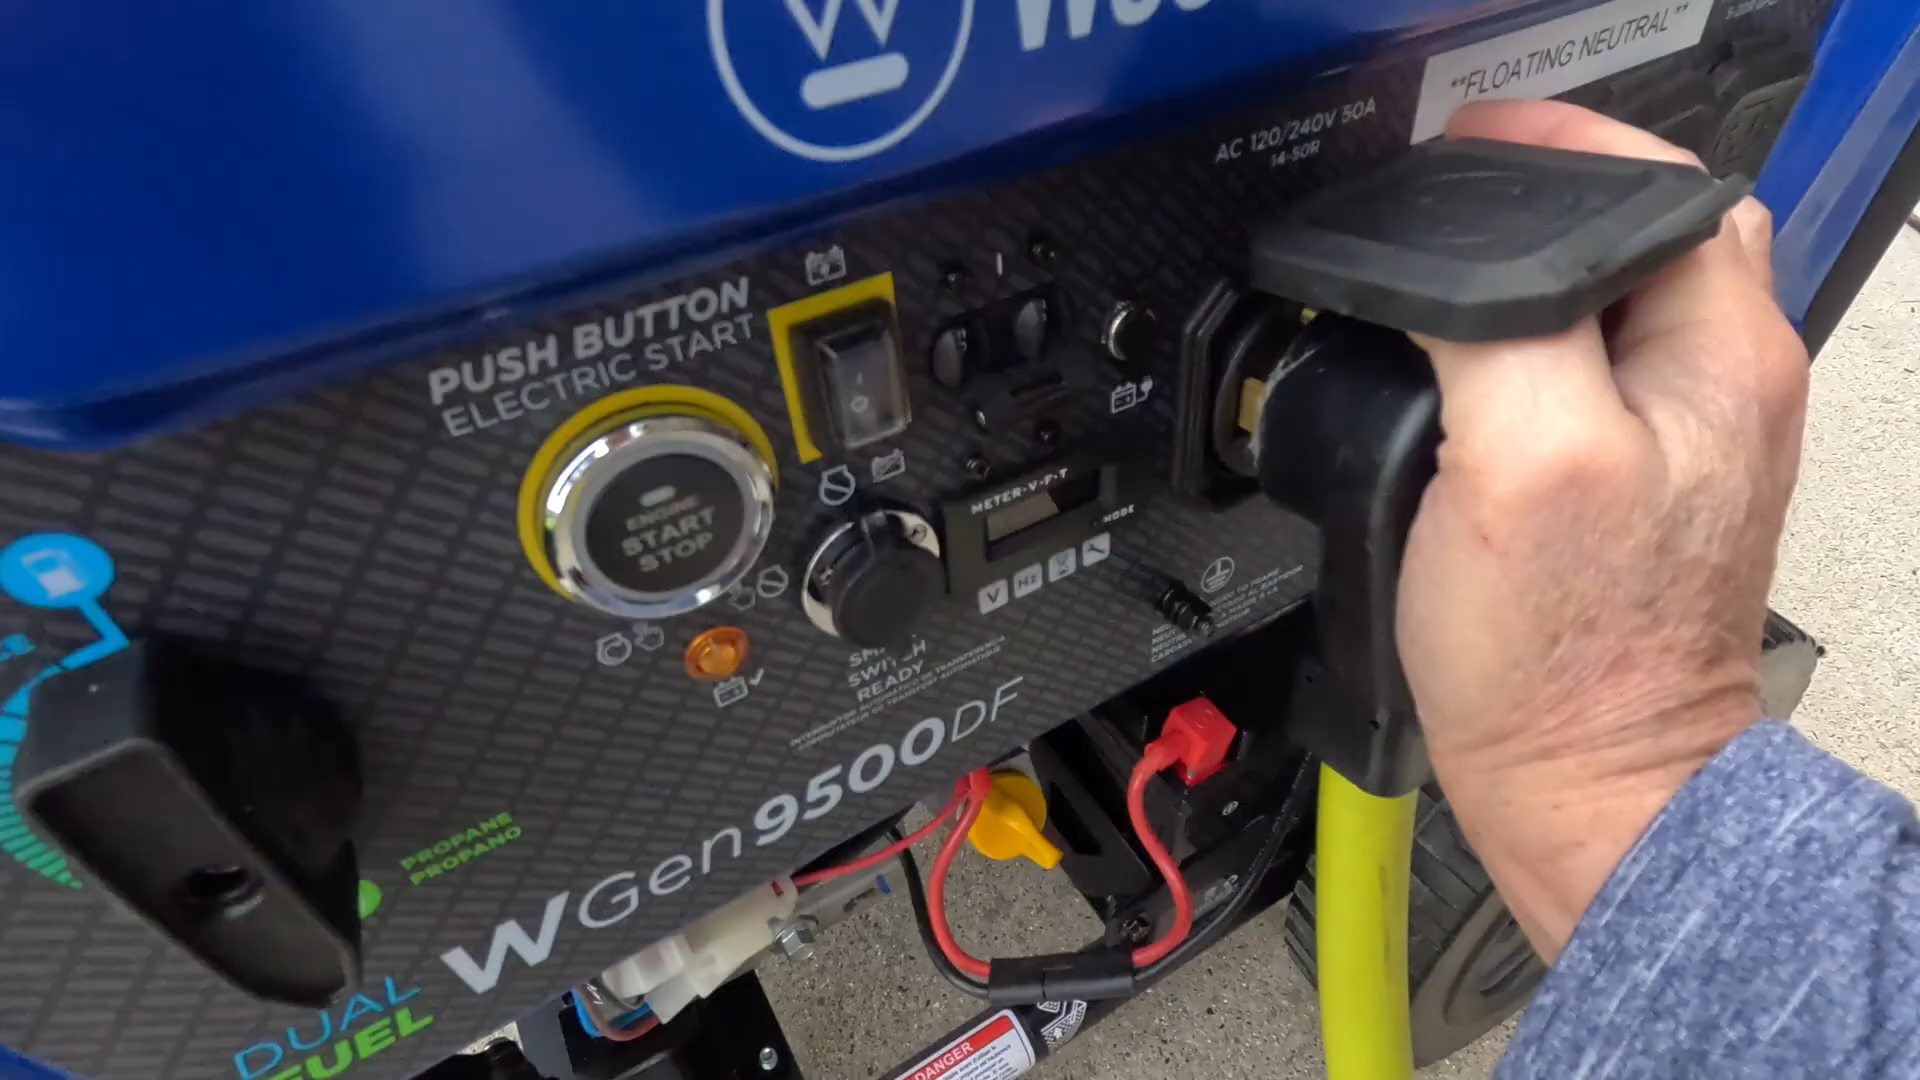 **FLOATING NEUTRAL**
AC 120/240V 50A
14-50R
PUSH BUTTON
ELECTRIC START
ENGINE
START
STOP
METER·V·F·T
MODE
V
Hz
SWITCH
READY
WGen9500DF
PROPANE
PROPANO
DUAL
FUEL
DANGER